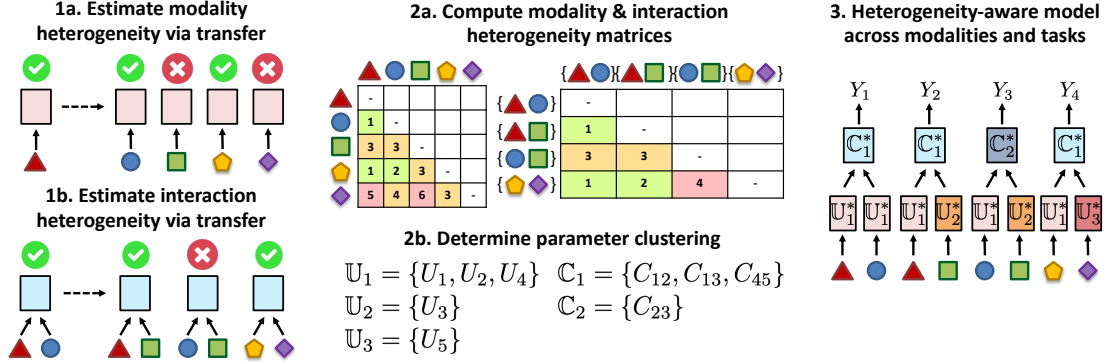 1a. Estimate modality
heterogeneity via transfer
1b. Estimate interaction
heterogeneity via transfer
2a. Compute modality & interaction
heterogeneity matrices
{ }{ }{ }{ }
-
1 -
3 3 -
1 2 3 -
5 4 6 3 -
{ } -
{ } 1 -
{ } 3 3 -
{ } 1 2 4 -
2b. Determine parameter clustering
𝕌₁ = {U₁, U₂, U₄} ℂ₁ = {C₁₂, C₁₃, C₄₅}
𝕌₂ = {U₃} ℂ₂ = {C₂₃}
𝕌₃ = {U₅}
3. Heterogeneity-aware model
across modalities and tasks
Y₁ Y₂ Y₃ Y₄
ℂ₁* ℂ₁* ℂ₂* ℂ₁*
𝕌₁* 𝕌₁* 𝕌₁* 𝕌₂* 𝕌₁* 𝕌₂* 𝕌₁* 𝕌₃*